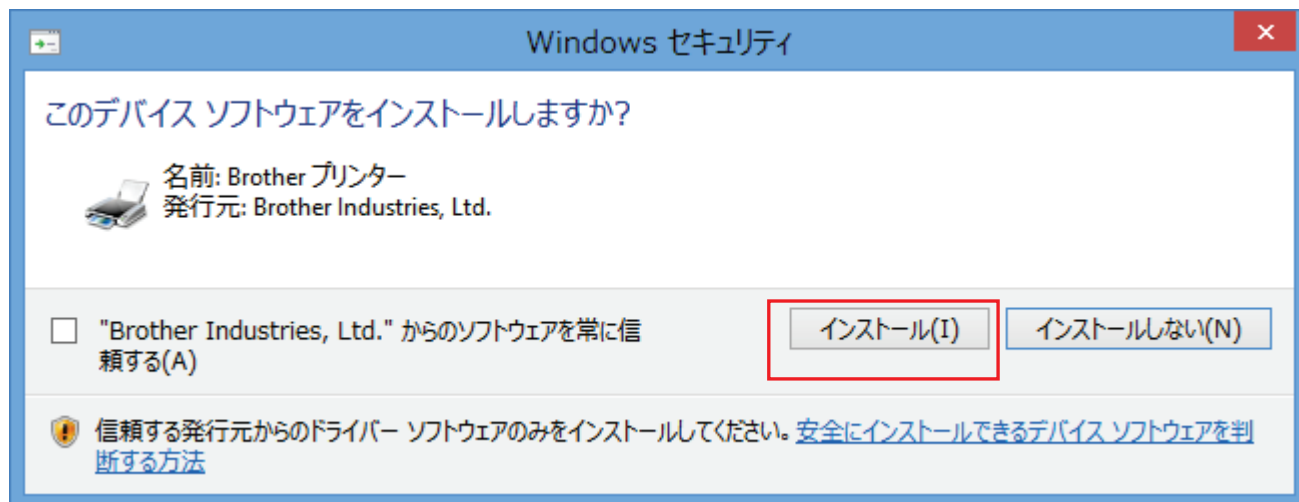 Windows セキュリティ
このデバイス ソフトウェアをインストールしますか?
名前: Brother プリンター
発行元: Brother Industries, Ltd.
"Brother Industries, Ltd." からのソフトウェアを常に信
頼する(A)
インストール(I)
インストールしない(N)
信頼する発行元からのドライバー ソフトウェアのみをインストールしてください。安全にインストールできるデバイス ソフトウェアを判
断する方法